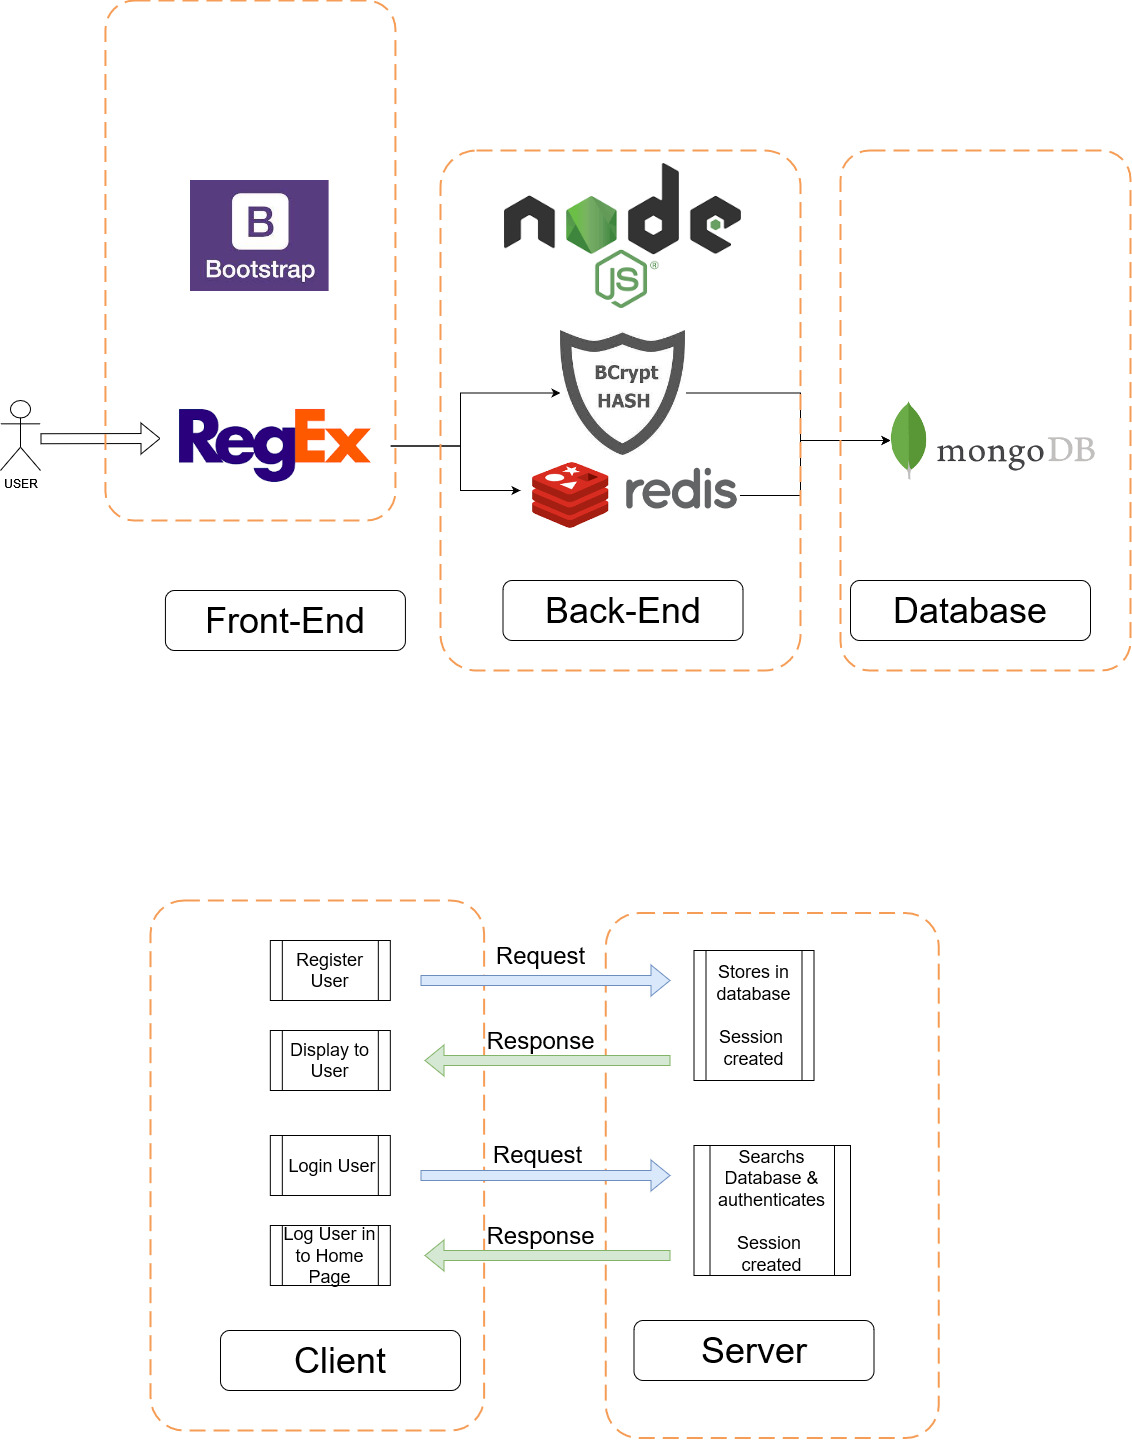 B
Bootstrap
node
JS®
BCrypt
HASH
USER
RegEx
redis
mongoDB
Front-End
Back-End
Database
Register
User
Request
Stores in
database
Session
created
Display to
User
Response
Login User
Request
Searchs
Database &
authenticates
Session
created
Log User in
to Home
Page
Response
Client
Server